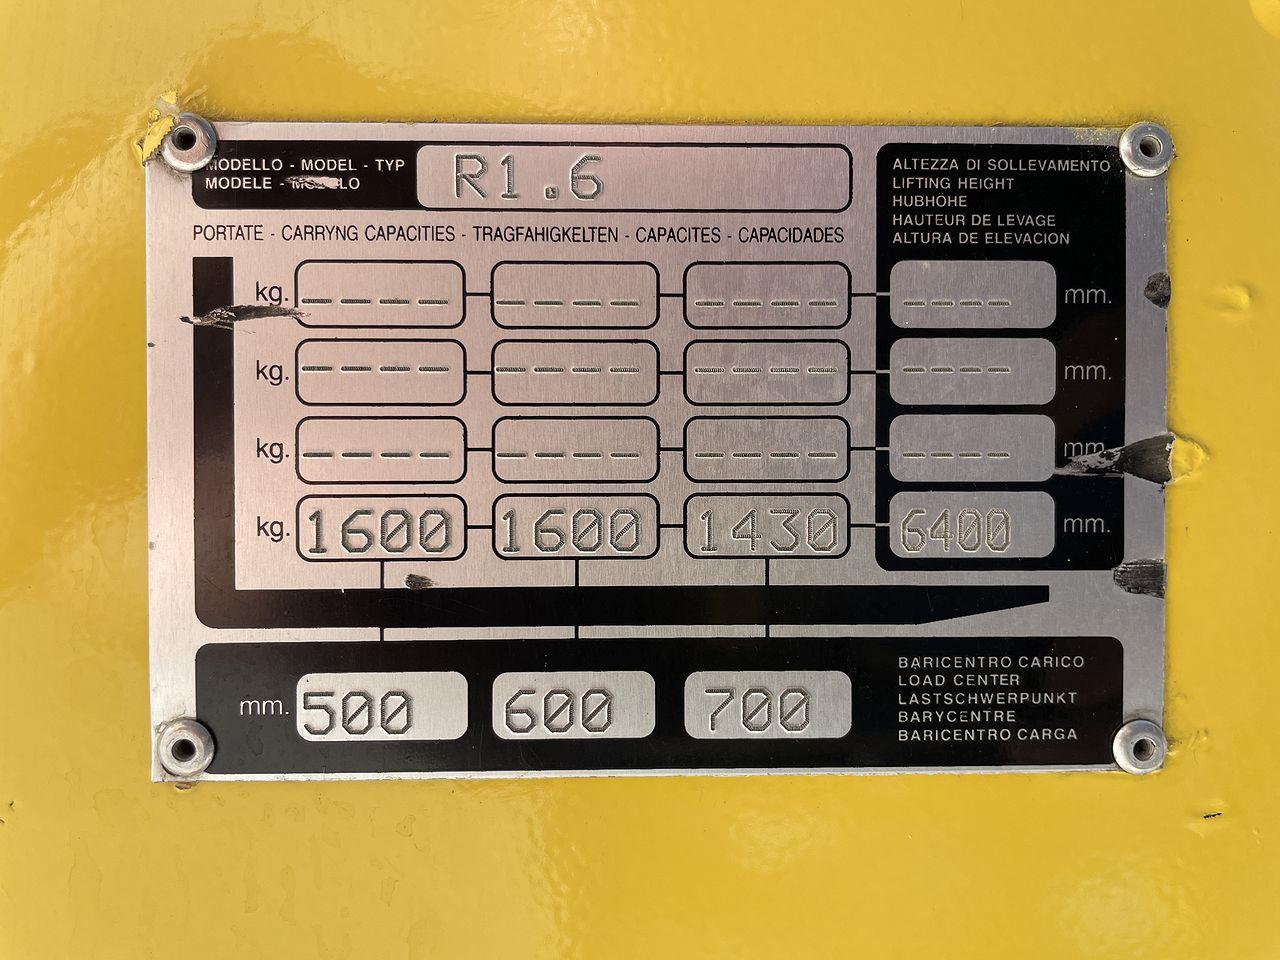 MODELLO - MODEL - TYP
MODELE - MODELO
R1.6
ALTEZZA DI SOLLEVAMENTO
LIFTING HEIGHT
HUBHÖHE
HAUTEUR DE LEVAGE
ALTURA DE ELEVACION
PORTATE - CARRYNG CAPACITIES - TRAGFAHIGKELTEN - CAPACITES - CAPACIDADES
kg. ---- ---- ---- ---- mm.
kg. ---- ---- ---- ---- mm.
kg. ---- ---- ---- ---- mm.
kg. 1600 1600 1430 6400 mm.
mm. 500 600 700
BARICENTRO CARICO
LOAD CENTER
LASTSCHWERPUNKT
BARYCENTRE
BARICENTRO CARGA